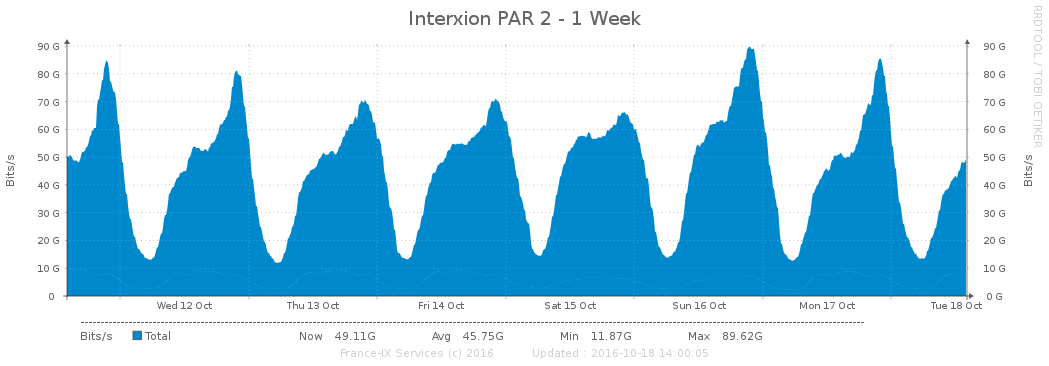 Interxion PAR 2 - 1 Week
RRDTOOL / TOBI OETIKER
Bits/s
90 G
80 G
70 G
60 G
50 G
40 G
30 G
20 G
10 G
0
90 G
80 G
70 G
60 G
50 G
40 G
30 G
20 G
10 G
0 G
Bits/s
Wed 12 Oct Thu 13 Oct Fri 14 Oct Sat 15 Oct Sun 16 Oct Mon 17 Oct Tue 18 Oct
Bits/s Total Now 49.11G Avg 45.75G Min 11.87G Max 89.62G
France-IX Services (c) 2016 Updated : 2016-10-18 14:00:05